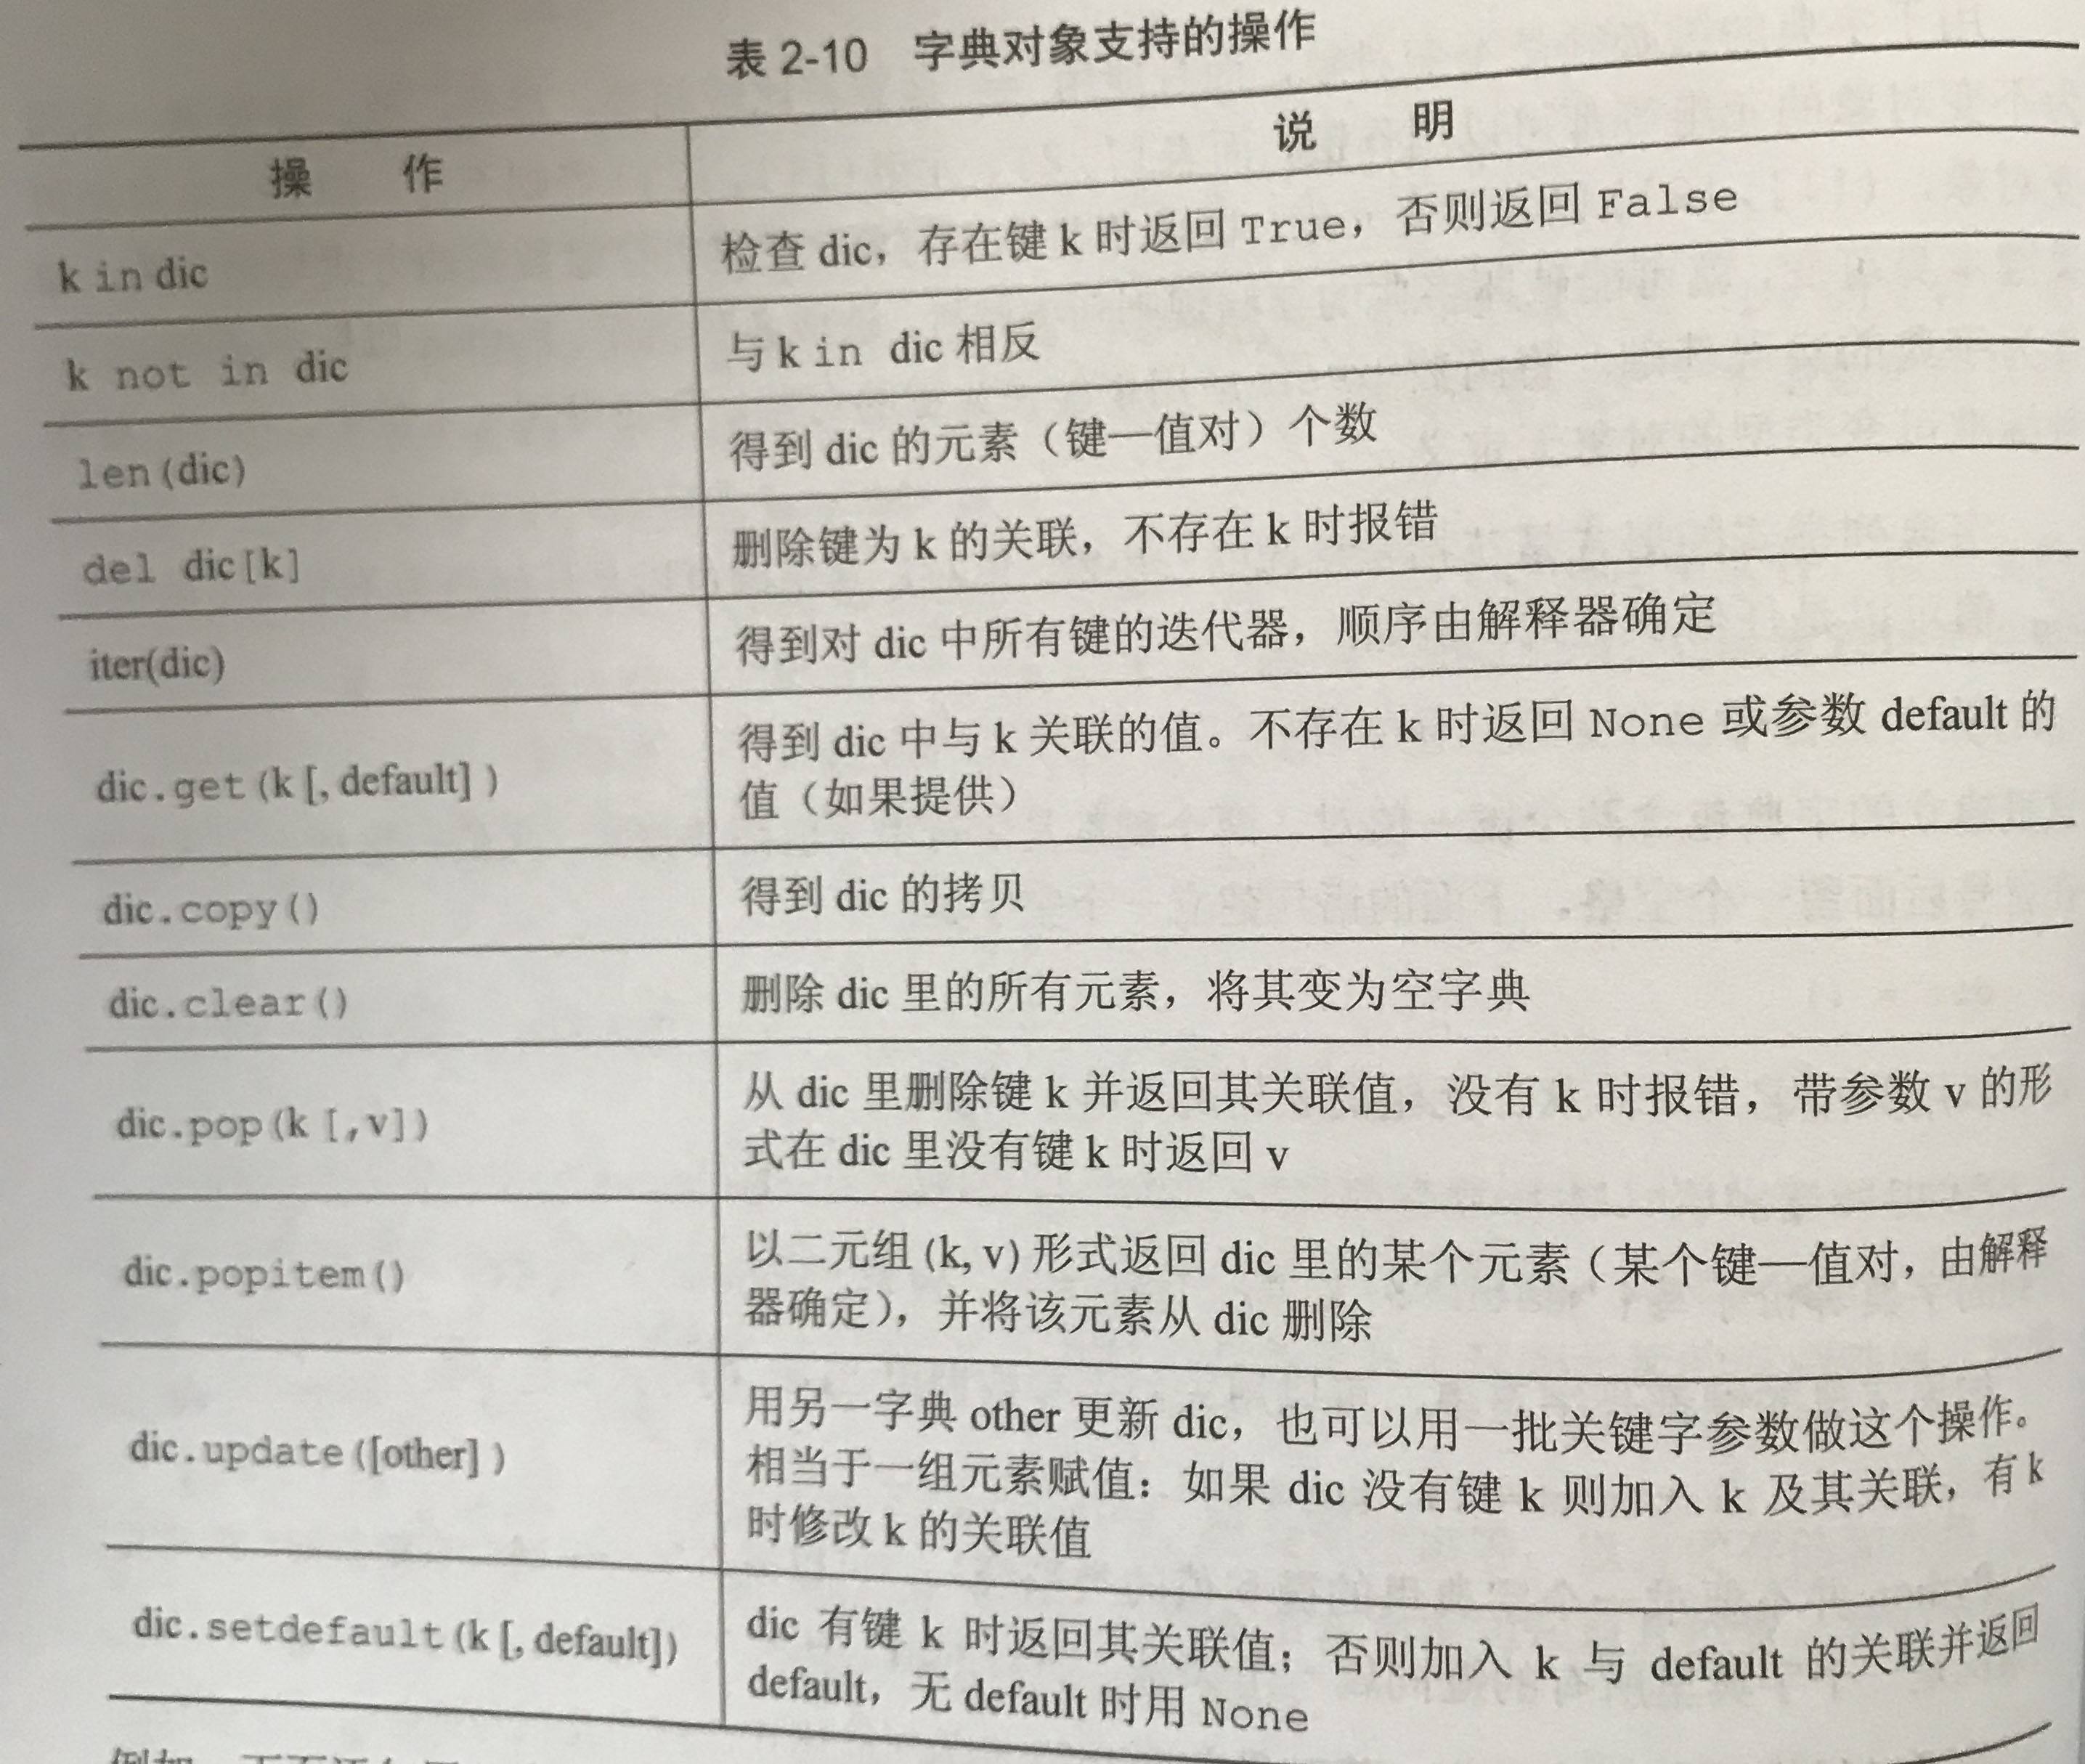 表 2-10 字典对象支持的操作
操 作
说 明
k in dic
检查 dic，存在键 k 时返回 True，否则返回 False
k not in dic
与 k in dic 相反
len(dic)
得到 dic 的元素（键—值对）个数
del dic[k]
删除键为 k 的关联，不存在 k 时报错
iter(dic)
得到对 dic 中所有键的迭代器，顺序由解释器确定
dic.get(k [, default] )
得到 dic 中与 k 关联的值。不存在 k 时返回 None 或参数 default 的
值（如果提供）
dic.copy()
得到 dic 的拷贝
dic.clear()
删除 dic 里的所有元素，将其变为空字典
dic.pop(k [,v])
从 dic 里删除键 k 并返回其关联值，没有 k 时报错，带参数 v 的形
式在 dic 里没有键 k 时返回 v
dic.popitem()
以二元组 (k, v) 形式返回 dic 里的某个元素（某个键—值对，由解释
器确定），并将该元素从 dic 删除
dic.update([other] )
用另一字典 other 更新 dic，也可以用一批关键字参数做这个操作。
相当于一组元素赋值：如果 dic 没有键 k 则加入 k 及其关联，有 k
时修改 k 的关联值
dic.setdefault(k [, default])
dic 有键 k 时返回其关联值；否则加入 k 与 default 的关联并返回
default，无 default 时用 None